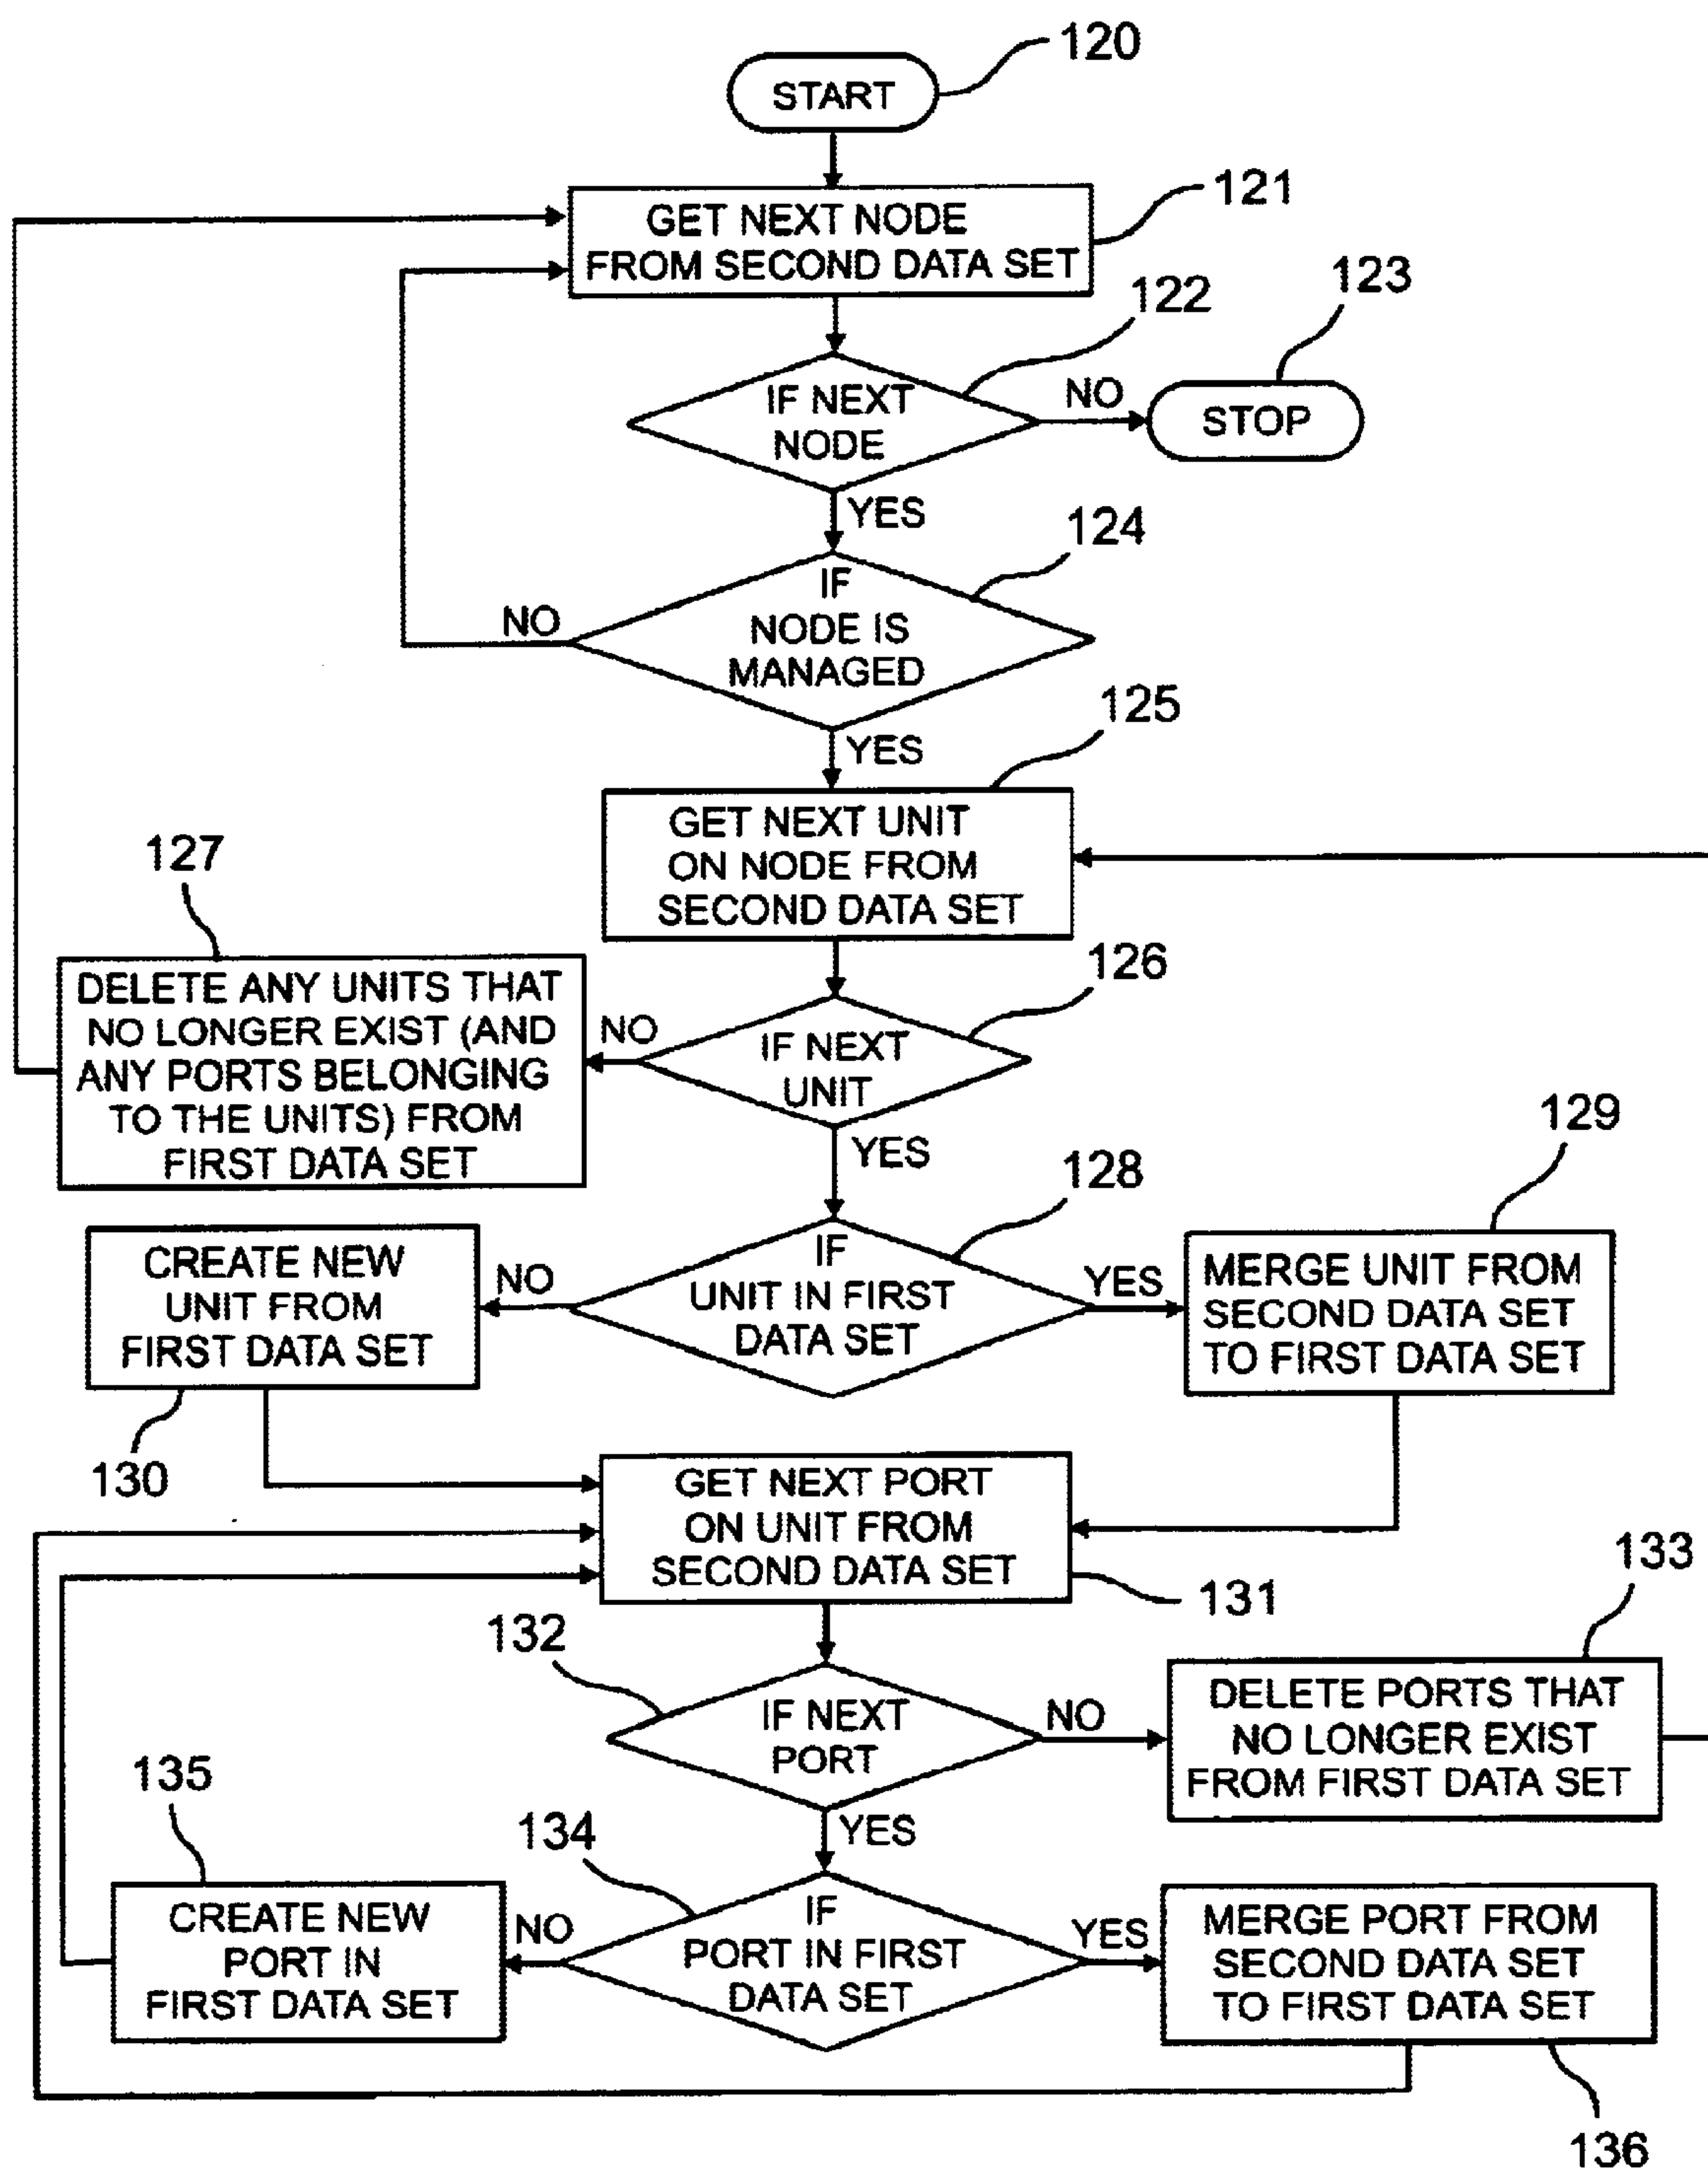 120
START
121
GET NEXT NODE
FROM SECOND DATA SET
122
123
IF NEXT
NODE
NO
STOP
YES
124
IF
NODE IS
MANAGED
NO
YES
125
GET NEXT UNIT
ON NODE FROM
SECOND DATA SET
127
DELETE ANY UNITS THAT
NO LONGER EXIST (AND
ANY PORTS BELONGING
TO THE UNITS) FROM
FIRST DATA SET
126
NO
IF NEXT
UNIT
YES
128
129
CREATE NEW
UNIT FROM
FIRST DATA SET
130
NO
IF
UNIT IN FIRST
DATA SET
YES
MERGE UNIT FROM
SECOND DATA SET
TO FIRST DATA SET
GET NEXT PORT
ON UNIT FROM
SECOND DATA SET
131
132
133
IF NEXT
PORT
NO
DELETE PORTS THAT
NO LONGER EXIST
FROM FIRST DATA SET
YES
134
135
CREATE NEW
PORT IN
FIRST DATA SET
NO
IF
PORT IN FIRST
DATA SET
YES
MERGE PORT FROM
SECOND DATA SET
TO FIRST DATA SET
136